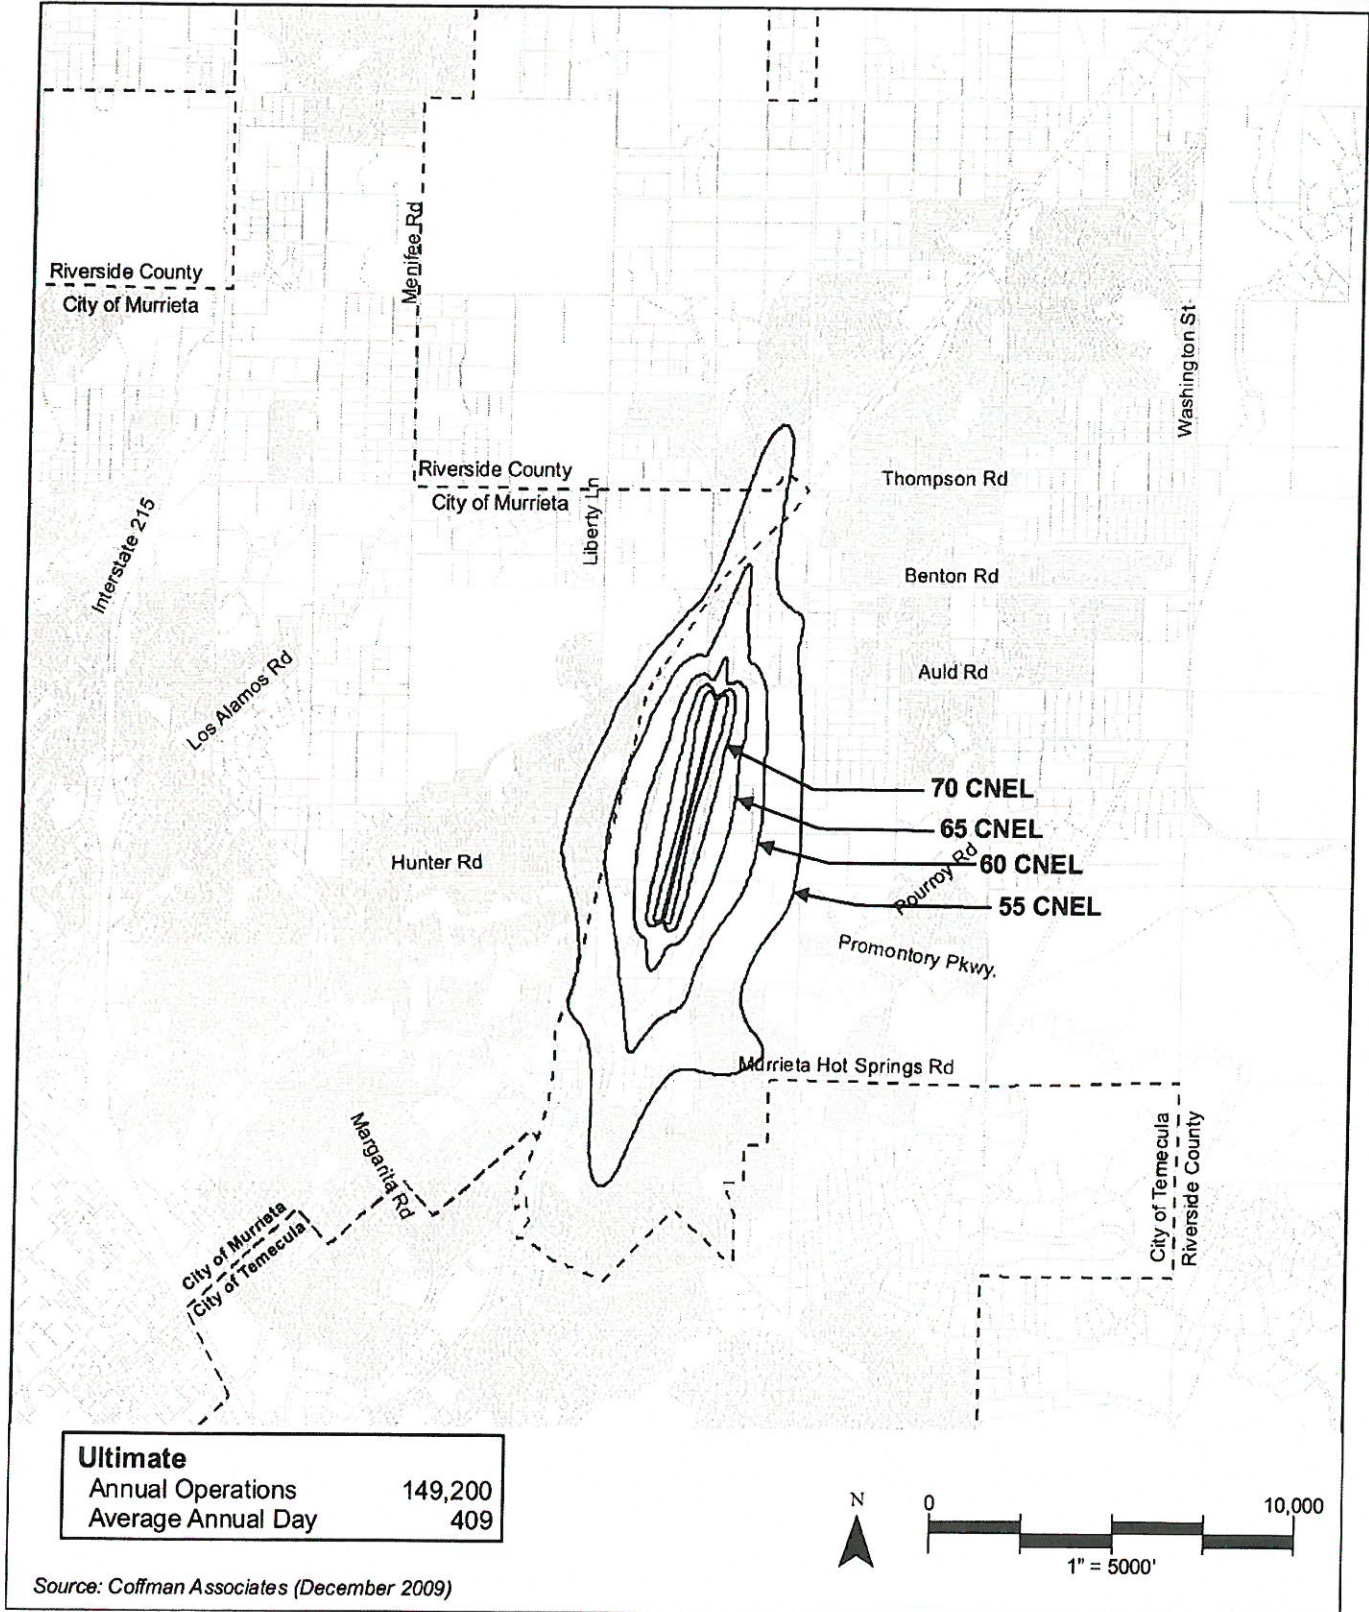 Riverside County
City of Murrieta
Menifee Rd
Washington St
Riverside County
City of Murrieta
Liberty Ln
Thompson Rd
Interstate 215
Benton Rd
Los Alamos Rd
Auld Rd
70 CNEL
65 CNEL
Hunter Rd
60 CNEL
Pourroy Rd
55 CNEL
Promontory Pkwy.
Murrieta Hot Springs Rd
Margarita Rd
City of Temecula
Riverside County
City of Murrieta
City of Temecula
Ultimate
Annual Operations 149,200
Average Annual Day 409
N
0 10,000
1" = 5000'
Source: Coffman Associates (December 2009)